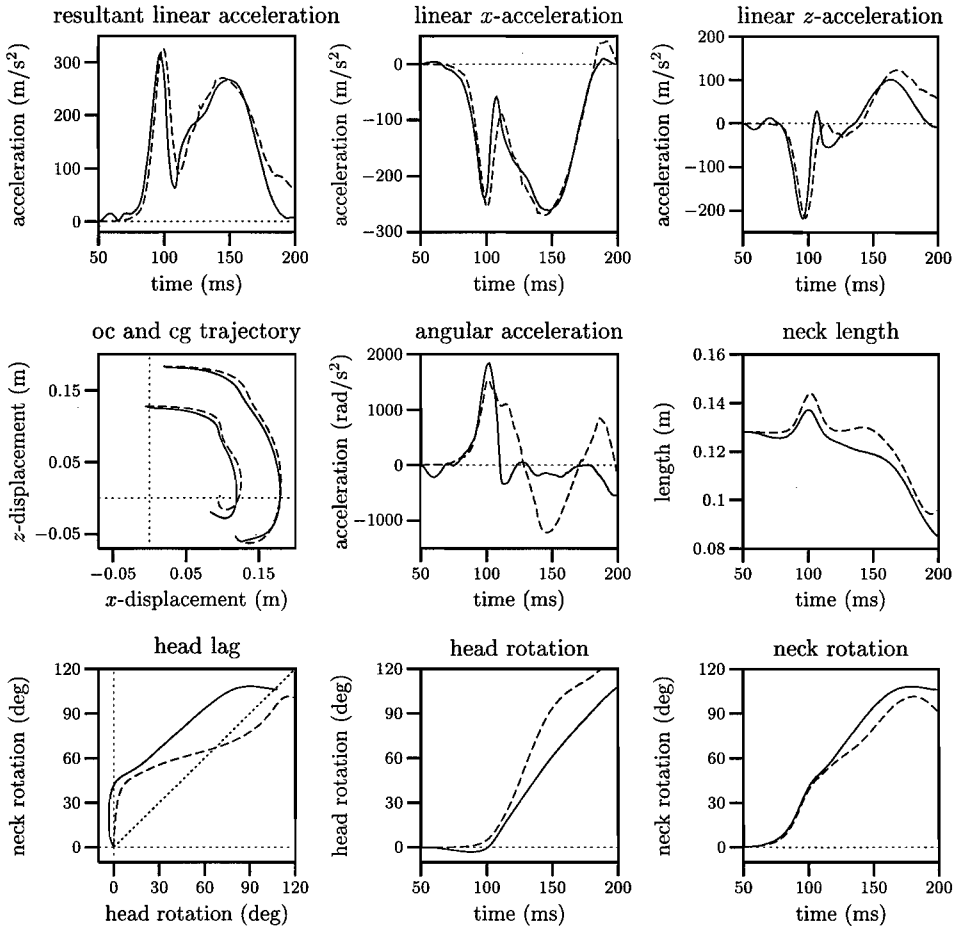 resultant linear acceleration
acceleration (m/s²)
300
200
100
0
50 100 150 200
time (ms)
linear x-acceleration
acceleration (m/s²)
0
−100
−200
−300
50 100 150 200
time (ms)
linear z-acceleration
acceleration (m/s²)
200
100
0
−100
−200
50 100 150 200
time (ms)
oc and cg trajectory
z-displacement (m)
0.15
0.05
−0.05
−0.05 0.05 0.15
x-displacement (m)
angular acceleration
acceleration (rad/s²)
2000
1000
0
−1000
50 100 150 200
time (ms)
neck length
length (m)
0.16
0.14
0.12
0.1
0.08
50 100 150 200
time (ms)
head lag
neck rotation (deg)
120
90
60
30
0
0 30 60 90 120
head rotation (deg)
head rotation
head rotation (deg)
120
90
60
30
0
50 100 150 200
time (ms)
neck rotation
neck rotation (deg)
120
90
60
30
0
50 100 150 200
time (ms)